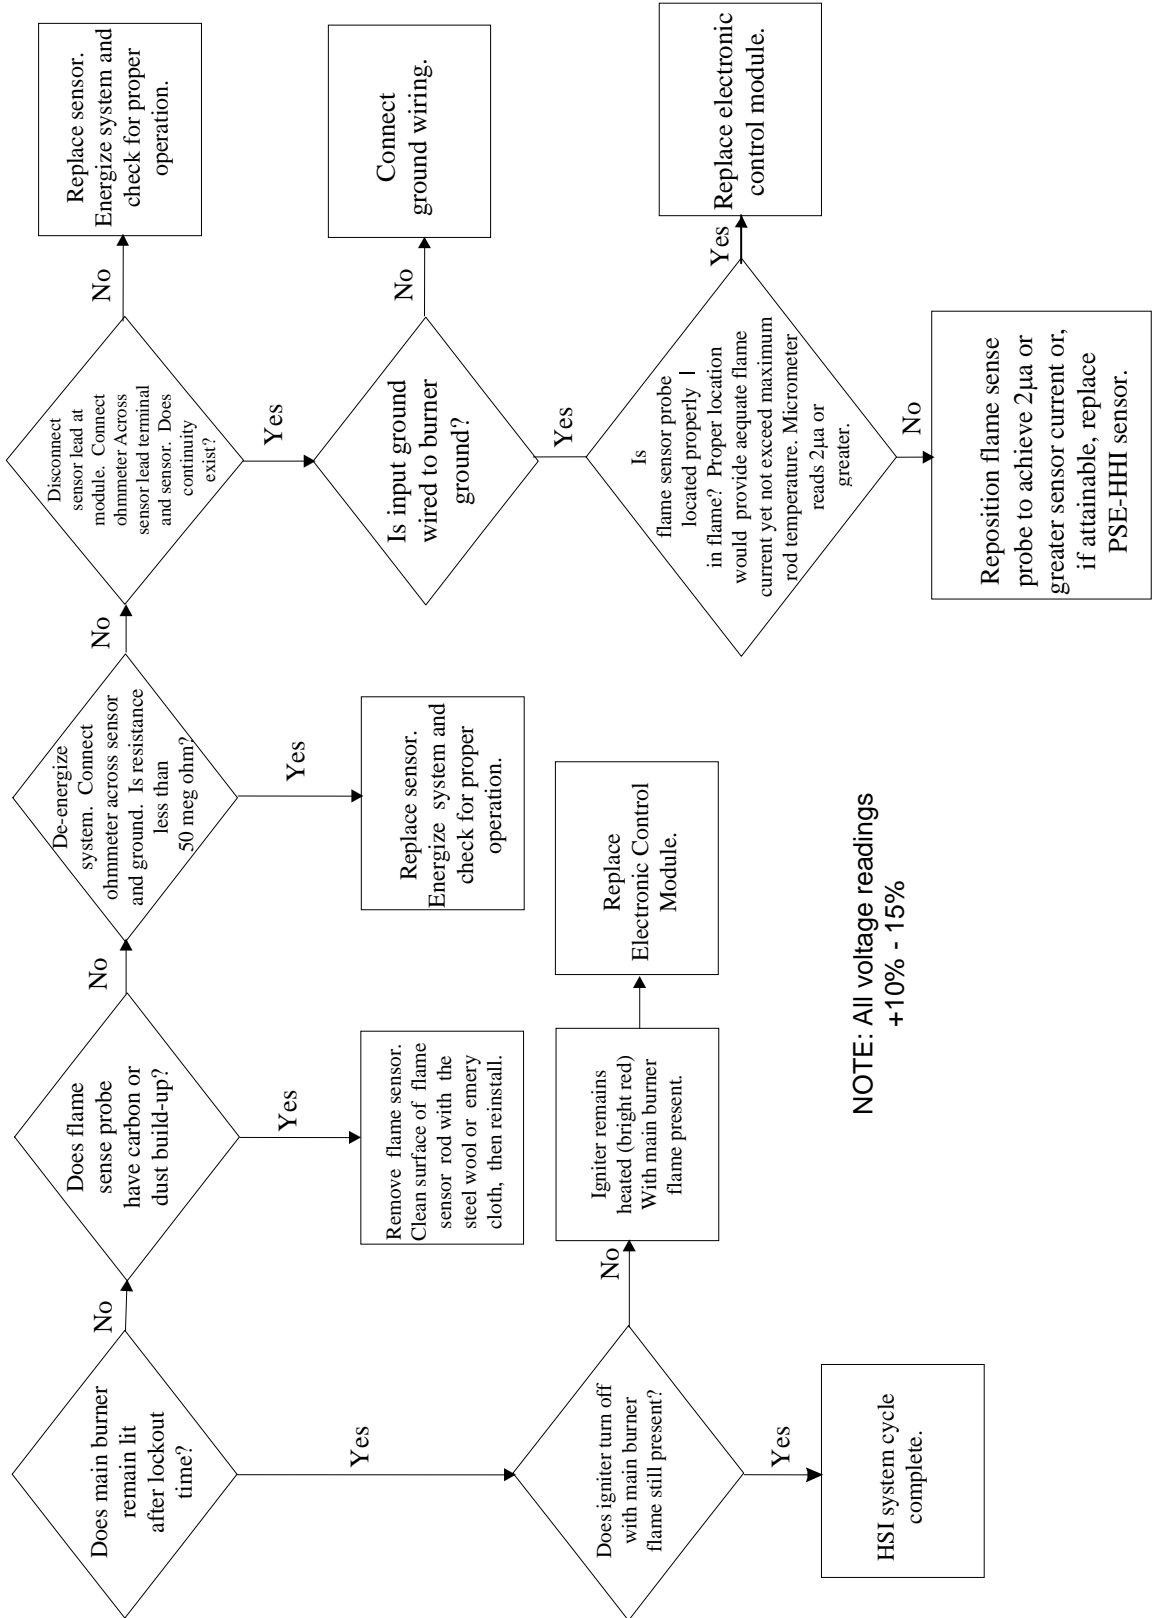 Does main burner
remain lit
after lockout
time?
No
Does flame
sense probe
have carbon or
dust build-up?
No
De-energize
system. Connect
ohmmeter across sensor
and ground. Is resistance
less than
50 meg ohm?
No
Disconnect
sensor lead at
module. Connect
ohmmeter Across
sensor lead terminal
and sensor. Does
continuity
exist?
No
Replace sensor.
Energize system and
check for proper
operation.
Yes
Yes
Remove flame sensor.
Clean surface of flame
sensor rod with the
steel wool or emery
cloth, then reinstall.
Yes
Replace sensor.
Energize system and
check for proper
operation.
Yes
Is input ground
wired to burner
ground?
No
Connect
ground wiring.
Does igniter turn off
with main burner
flame still present?
No
Igniter remains
heated (bright red)
With main burner
flame present.
Replace
Electronic Control
Module.
Yes
Is
flame sensor probe
located properly
in flame? Proper location
would provide aequate flame
current yet not exceed maximum
rod temperature. Micrometer
reads 2µa or
greater.
Yes
Replace electronic
control module.
Yes
HSI system cycle
complete.
NOTE: All voltage readings
+10% - 15%
No
Reposition flame sense
probe to achieve 2µa or
greater sensor current or,
if attainable, replace
PSE-HHI sensor.